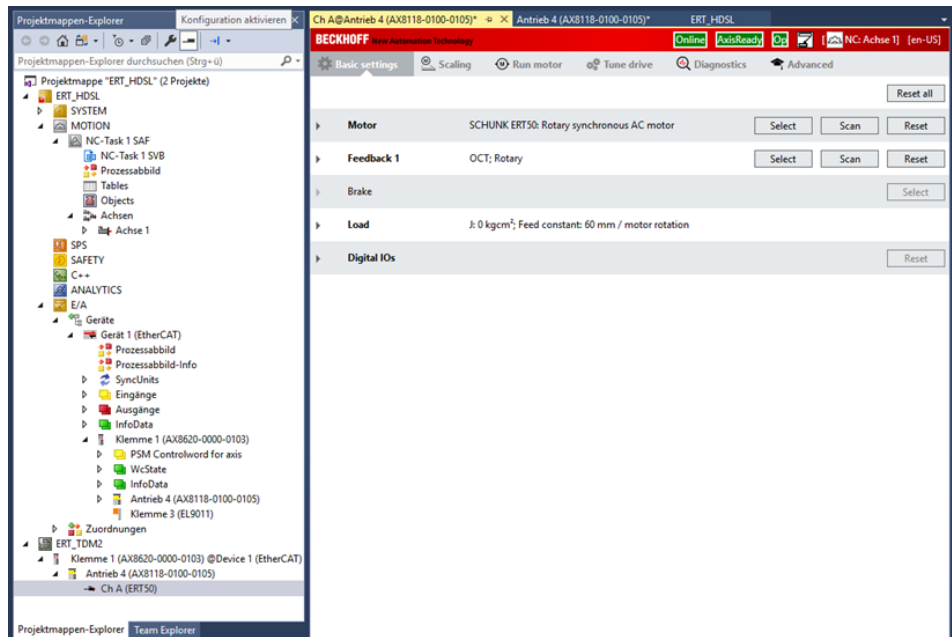 Projektmappen-Explorer
Konfiguration aktivieren
Projektmappen-Explorer durchsuchen (Strg+ü)
Projektmappe "ERT_HDSL" (2 Projekte)
ERT_HDSL
SYSTEM
MOTION
NC-Task 1 SAF
NC-Task 1 SVB
Prozessabbild
Tables
Objects
Achsen
Achse 1
SPS
SAFETY
C++
ANALYTICS
E/A
Geräte
Gerät 1 (EtherCAT)
Prozessabbild
Prozessabbild-Info
SyncUnits
Eingänge
Ausgänge
InfoData
Klemme 1 (AX8620-0000-0103)
PSM Controlword for axis
WcState
InfoData
Antrieb 4 (AX8118-0100-0105)
Klemme 3 (EL9011)
Zuordnungen
ERT_TDM2
Klemme 1 (AX8620-0000-0103) @Device 1 (EtherCAT)
Antrieb 4 (AX8118-0100-0105)
Ch A (ERT50)
Projektmappen-Explorer Team Explorer
Ch A@Antrieb 4 (AX8118-0100-0105)* Antrieb 4 (AX8118-0100-0105)* ERT_HDSL
BECKHOFF New Automation Technology Online AxisReady Op [ NC: Achse 1] [en-US]
Basic settings Scaling Run motor Tune drive Diagnostics Advanced
Reset all
Motor SCHUNK ERT50: Rotary synchronous AC motor Select Scan Reset
Feedback 1 OCT; Rotary Select Scan Reset
Brake Select
Load J: 0 kgcm²; Feed constant: 60 mm / motor rotation
Digital IOs Reset